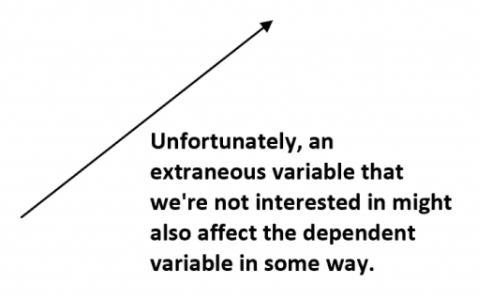 Unfortunately, an
extraneous variable that
we're not interested in might
also affect the dependent
variable in some way.